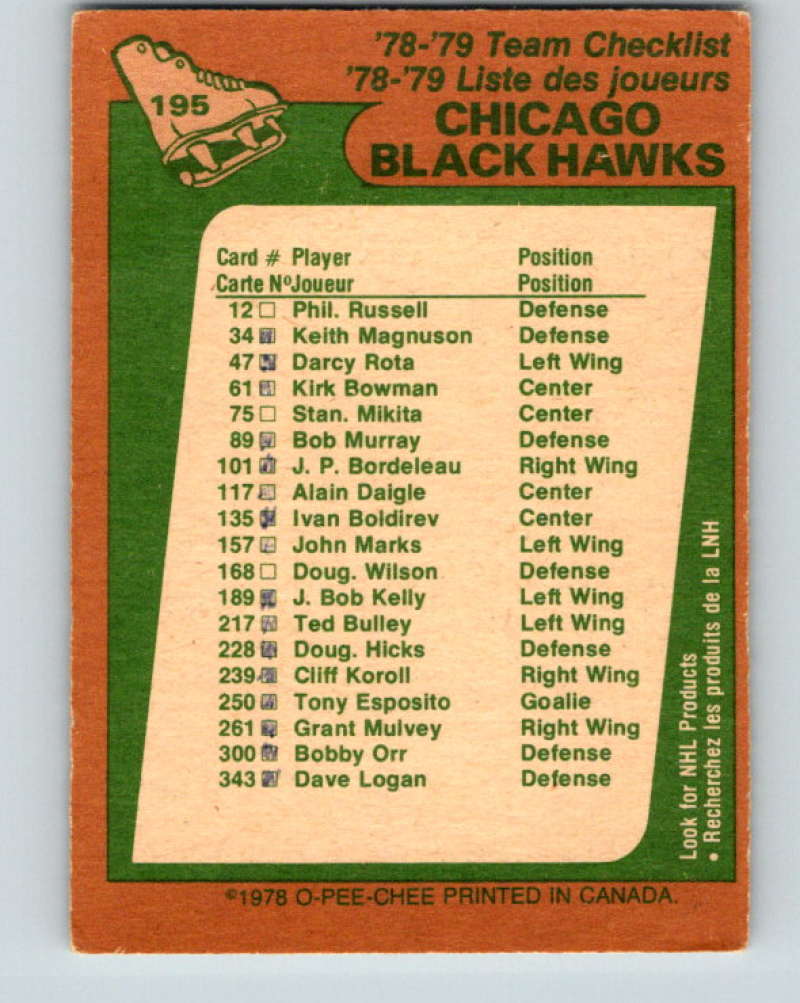 195
'78-'79 Team Checklist
'78-'79 Liste des joueurs
CHICAGO
BLACK HAWKS
Card # Player Position
Carte Nº Joueur Position
12 Phil. Russell Defense
34 Keith Magnuson Defense
47 Darcy Rota Left Wing
61 Kirk Bowman Center
75 Stan. Mikita Center
89 Bob Murray Defense
101 J. P. Bordeleau Right Wing
117 Alain Daigle Center
135 Ivan Boldirev Center
157 John Marks Left Wing
168 Doug. Wilson Defense
189 J. Bob Kelly Left Wing
217 Ted Bulley Left Wing
228 Doug. Hicks Defense
239 Cliff Koroll Right Wing
250 Tony Esposito Goalie
261 Grant Mulvey Right Wing
300 Bobby Orr Defense
343 Dave Logan Defense
Look for NHL Products
• Recherchez les produits de la LNH
©1978 O-PEE-CHEE PRINTED IN CANADA.